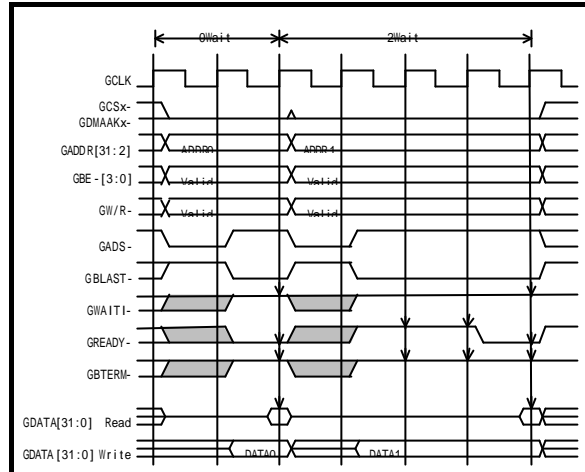 0Wait 2Wait
GCLK
GCSx-
GDMAAKx-
GADDR[31:2] ADDR0 ADDR1
GBE-[3:0] Valid Valid
GW/R- Valid Valid
GADS-
GBLAST-
GWAITI-
GREADY-
GBTERM-
GDATA[31:0] Read
GDATA[31:0] Write DATA0 DATA1